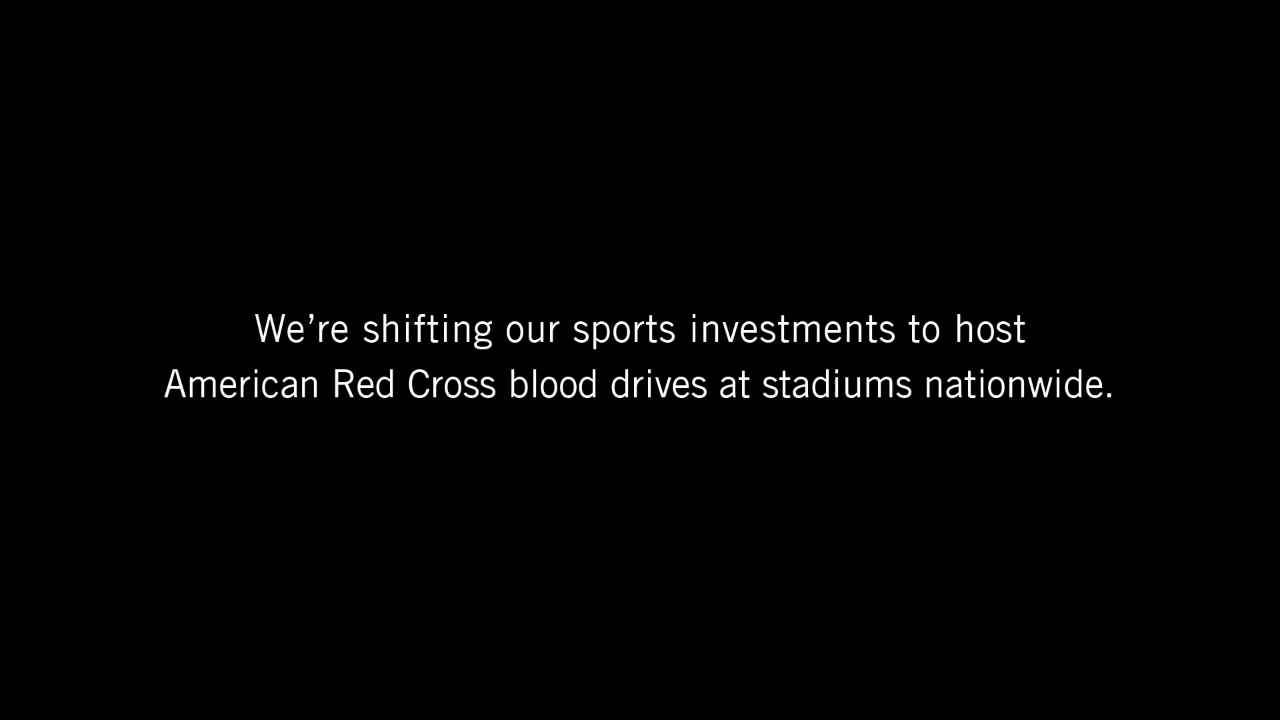 We’re shifting our sports investments to host
American Red Cross blood drives at stadiums nationwide.